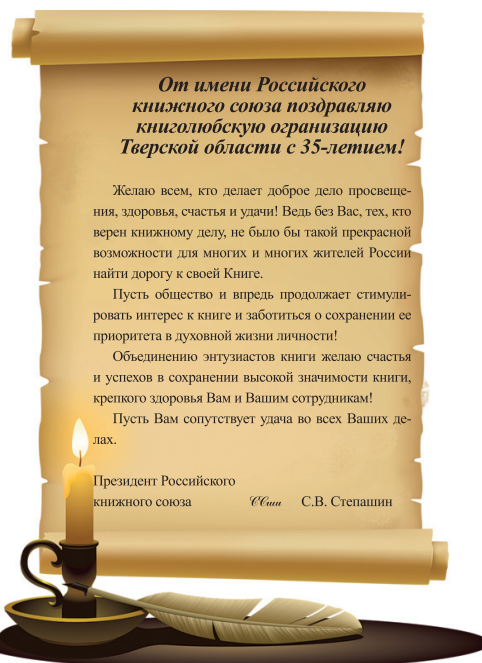 От имени Российского
книжного союза поздравляю
книголюбскую огранизацию
Тверской области с 35-летием!
Желаю всем, кто делает доброе дело просвеще-
ния, здоровья, счастья и удачи! Ведь без Вас, тех, кто
верен книжному делу, не было бы такой прекрасной
возможности для многих и многих жителей России
найти дорогу к своей Книге.
Пусть общество и впредь продолжает стимули-
ровать интерес к книге и заботиться о сохранении ее
приоритета в духовной жизни личности!
Объединению энтузиастов книги желаю счастья
и успехов в сохранении высокой значимости книги,
крепкого здоровья Вам и Вашим сотрудникам!
Пусть Вам сопутствует удача во всех Ваших де-
лах.
Президент Российского
книжного союза С.В. Степашин